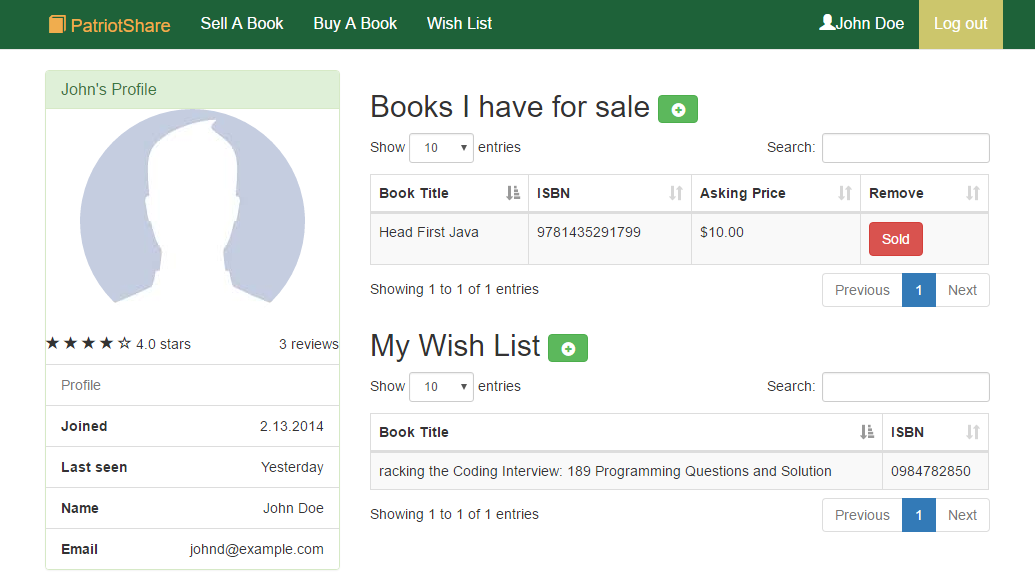 PatriotShare Sell A Book Buy A Book Wish List John Doe Log out
John's Profile
4.0 stars 3 reviews
Profile
Joined 2.13.2014
Last seen Yesterday
Name John Doe
Email johnd@example.com
Books I have for sale
Show 10 entries Search:
Book Title ISBN Asking Price Remove
Head First Java 9781435291799 $10.00 Sold
Showing 1 to 1 of 1 entries Previous 1 Next
My Wish List
Show 10 entries Search:
Book Title ISBN
racking the Coding Interview: 189 Programming Questions and Solution 0984782850
Showing 1 to 1 of 1 entries Previous 1 Next